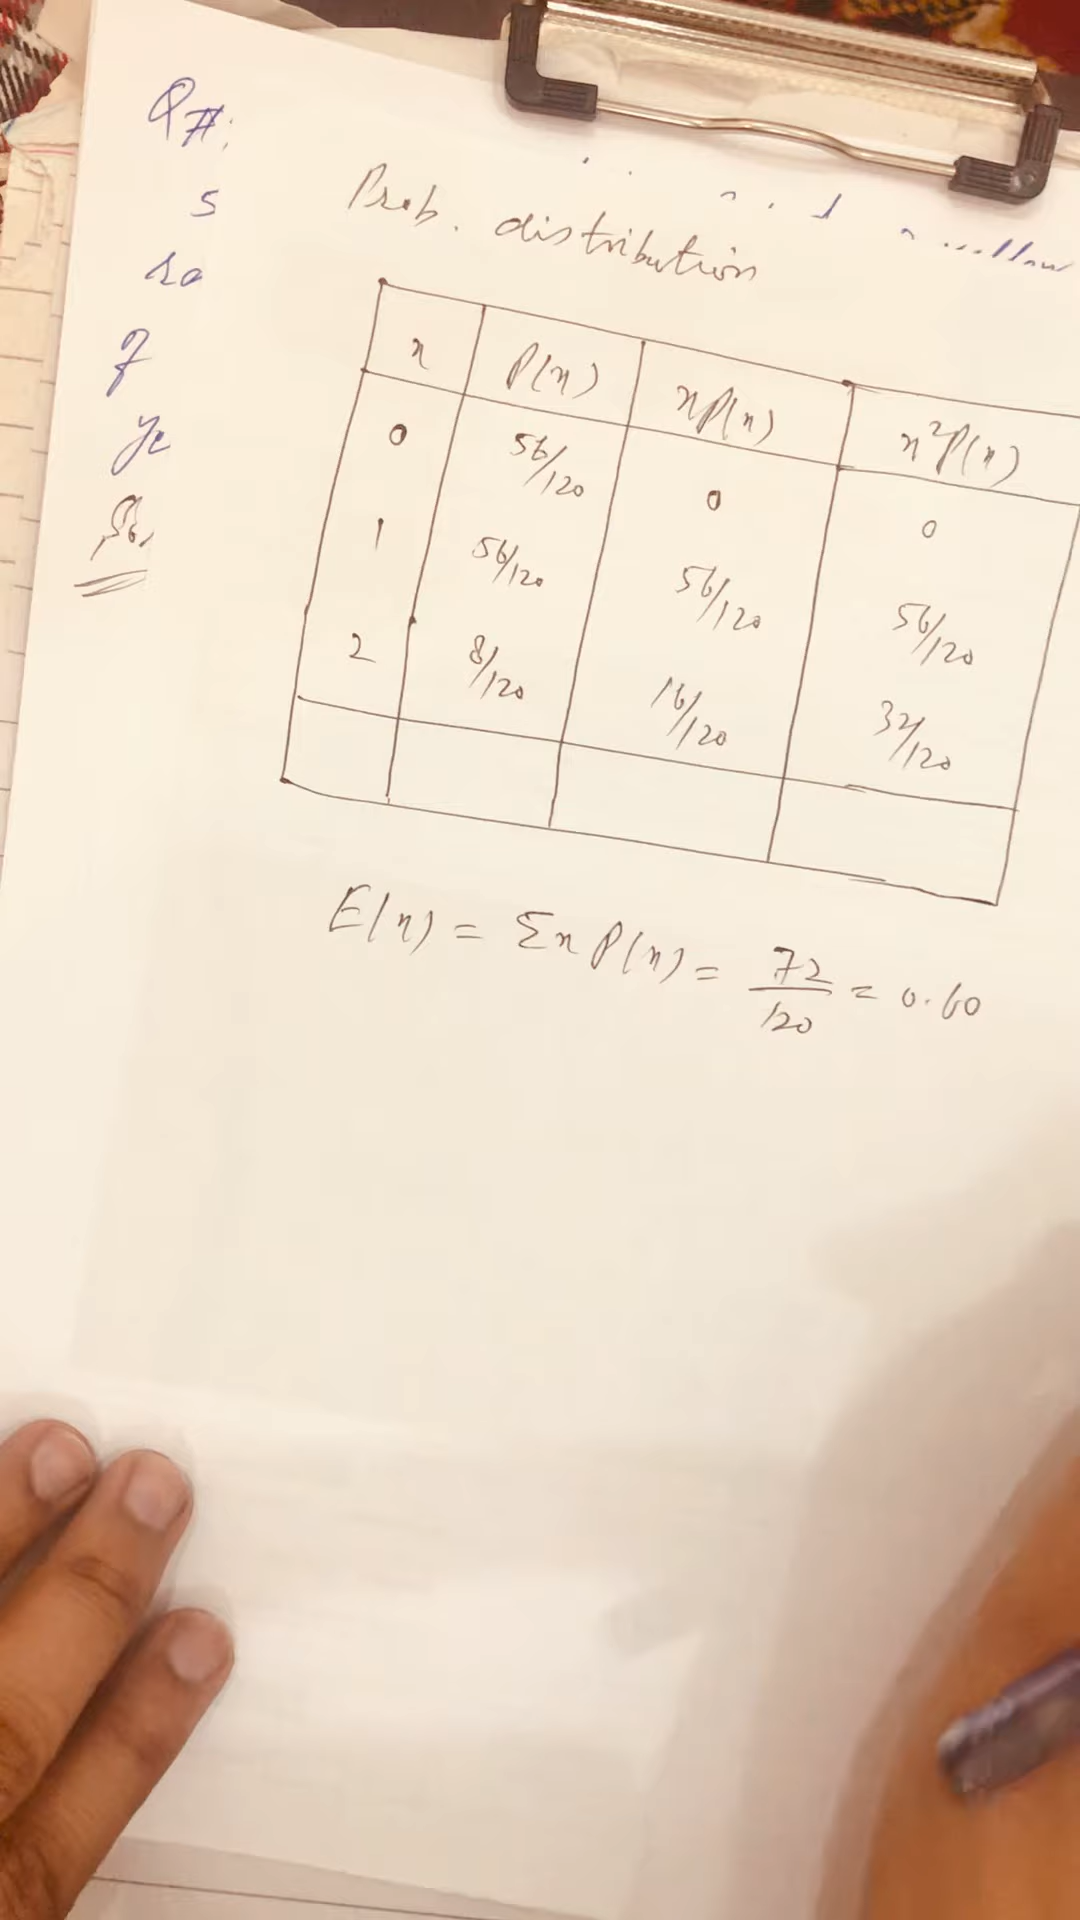 Q#:
Prob. distribution
x P(x) xP(x) x²P(x)
0 56/120 0 0
1 56/120 56/120 56/120
2 8/120 16/120 32/120
E(x) = Σx P(x) = 72/120 = 0.60